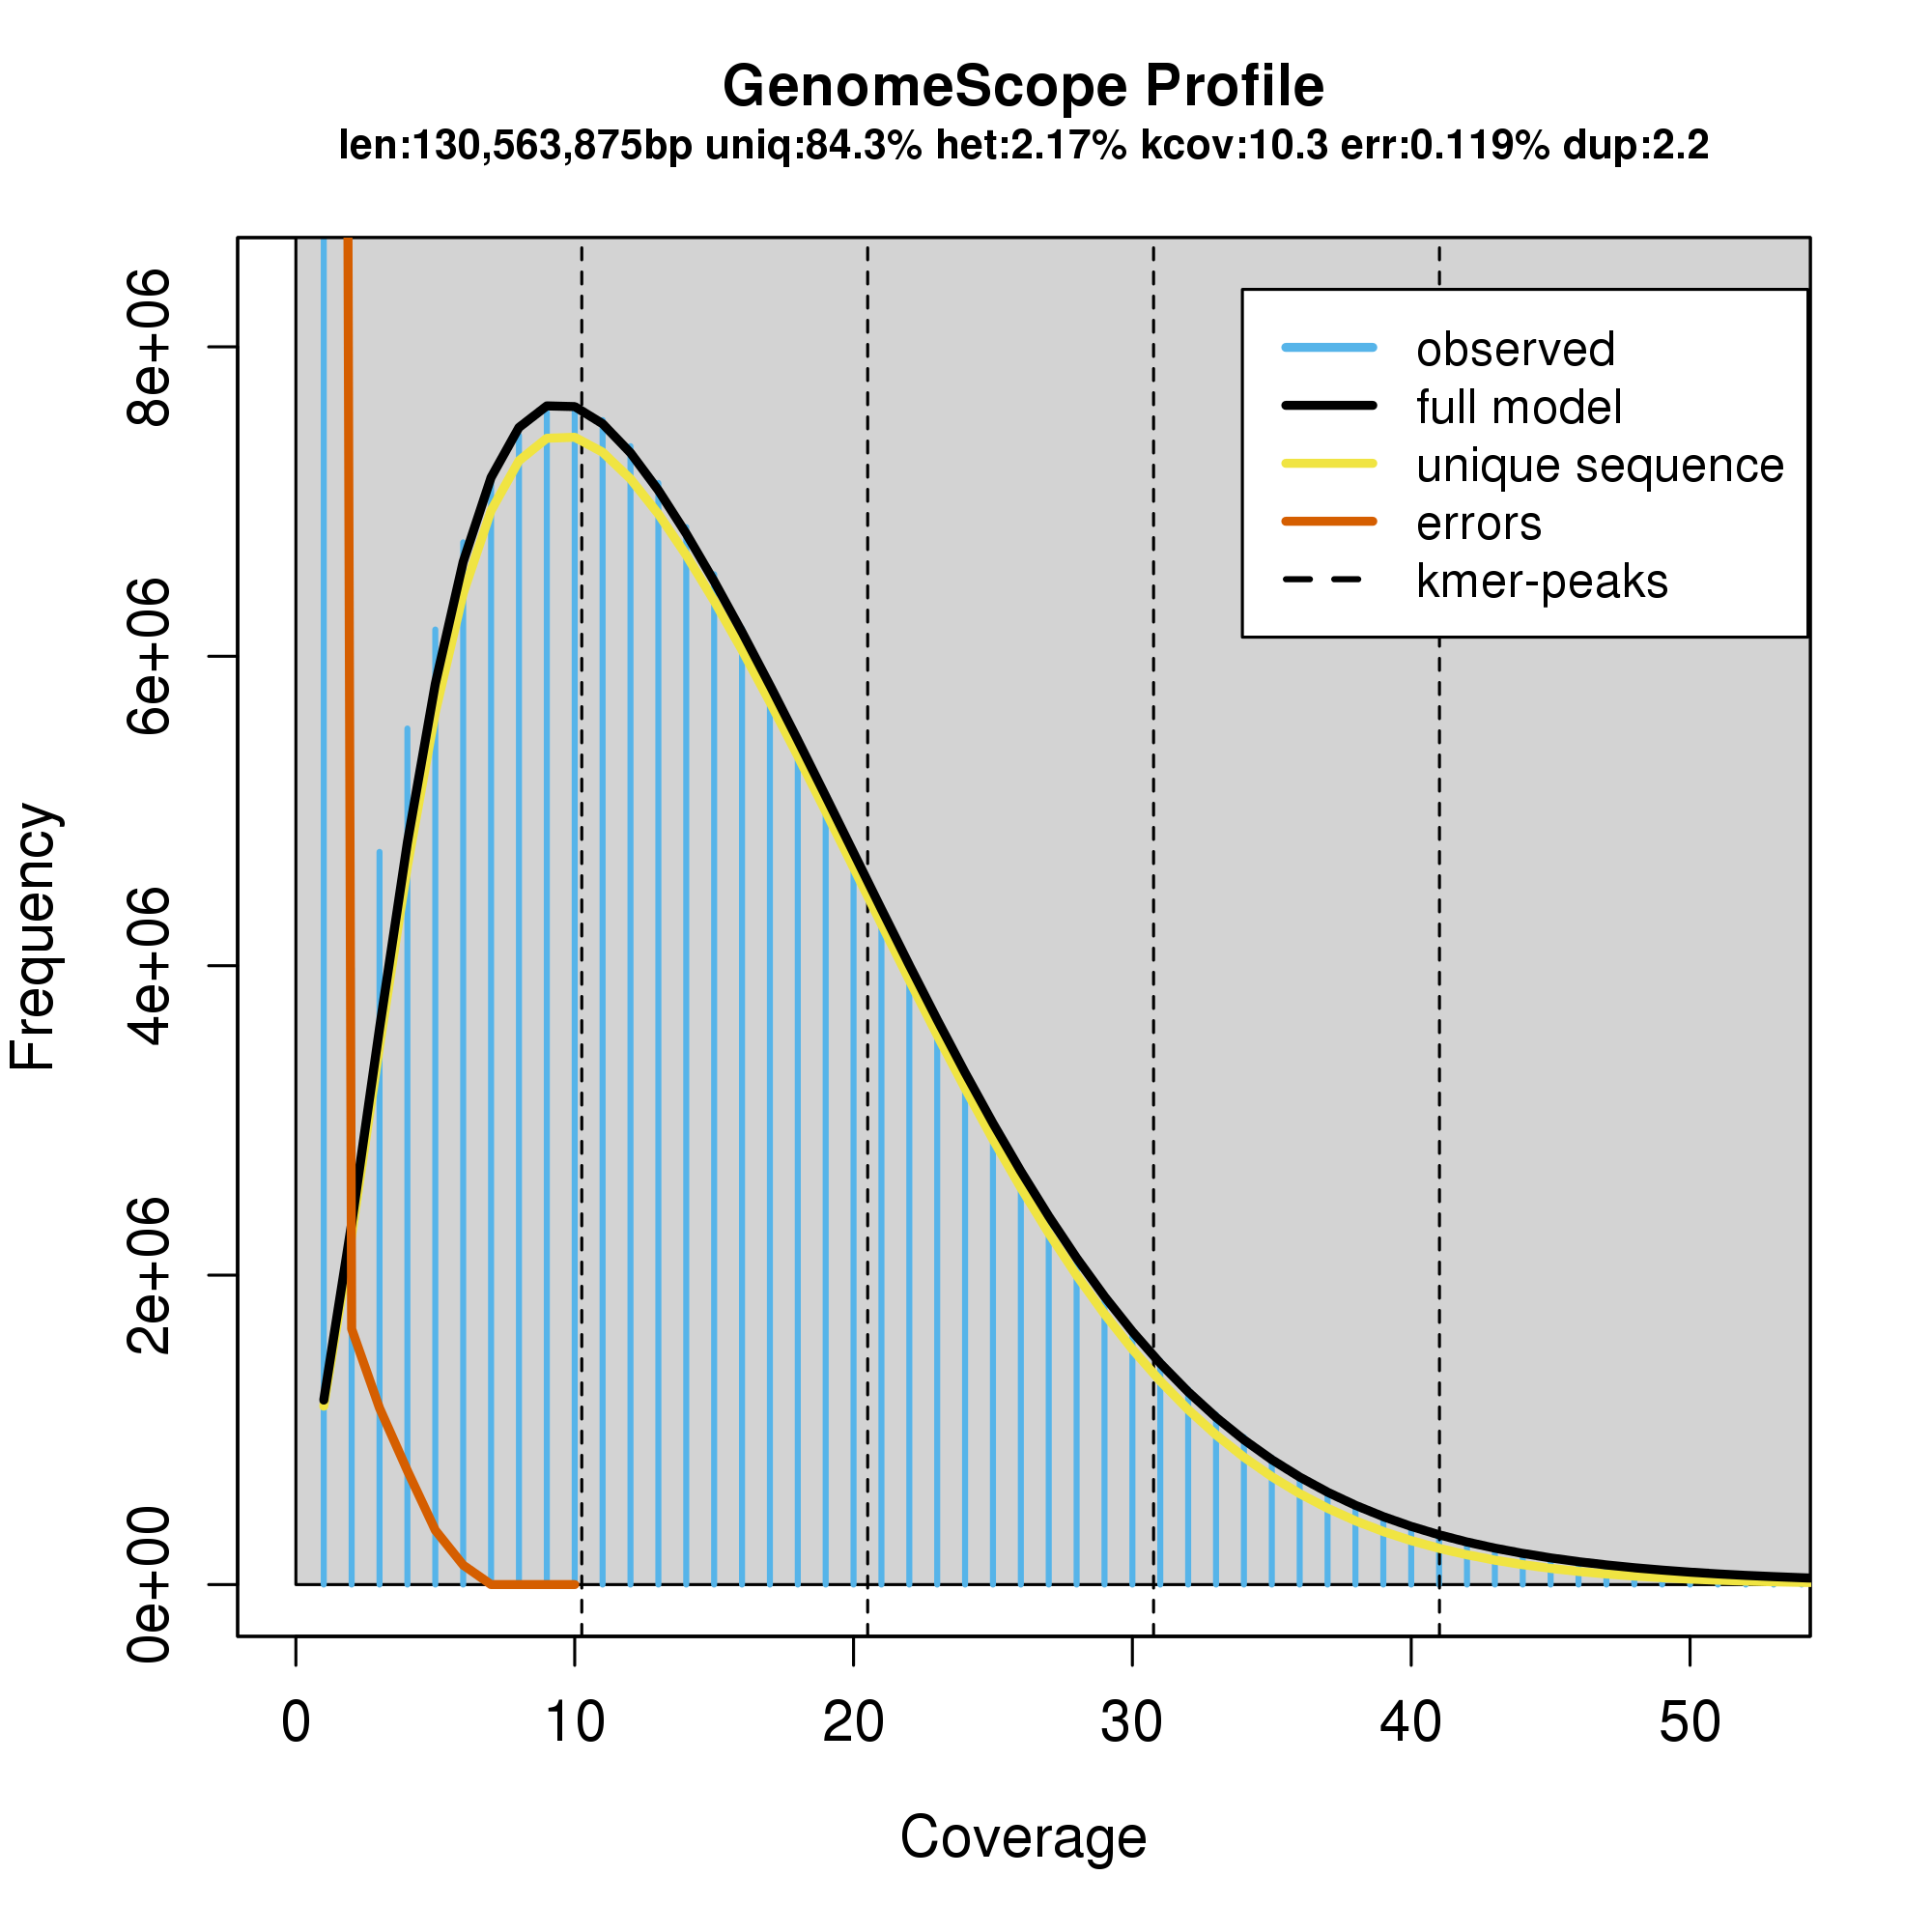 GenomeScope Profile
len:130,563,875bp uniq:84.3% het:2.17% kcov:10.3 err:0.119% dup:2.2
observed
full model
unique sequence
errors
kmer-peaks
Frequency
8e+06
6e+06
4e+06
2e+06
0e+00
0 10 20 30 40 50
Coverage